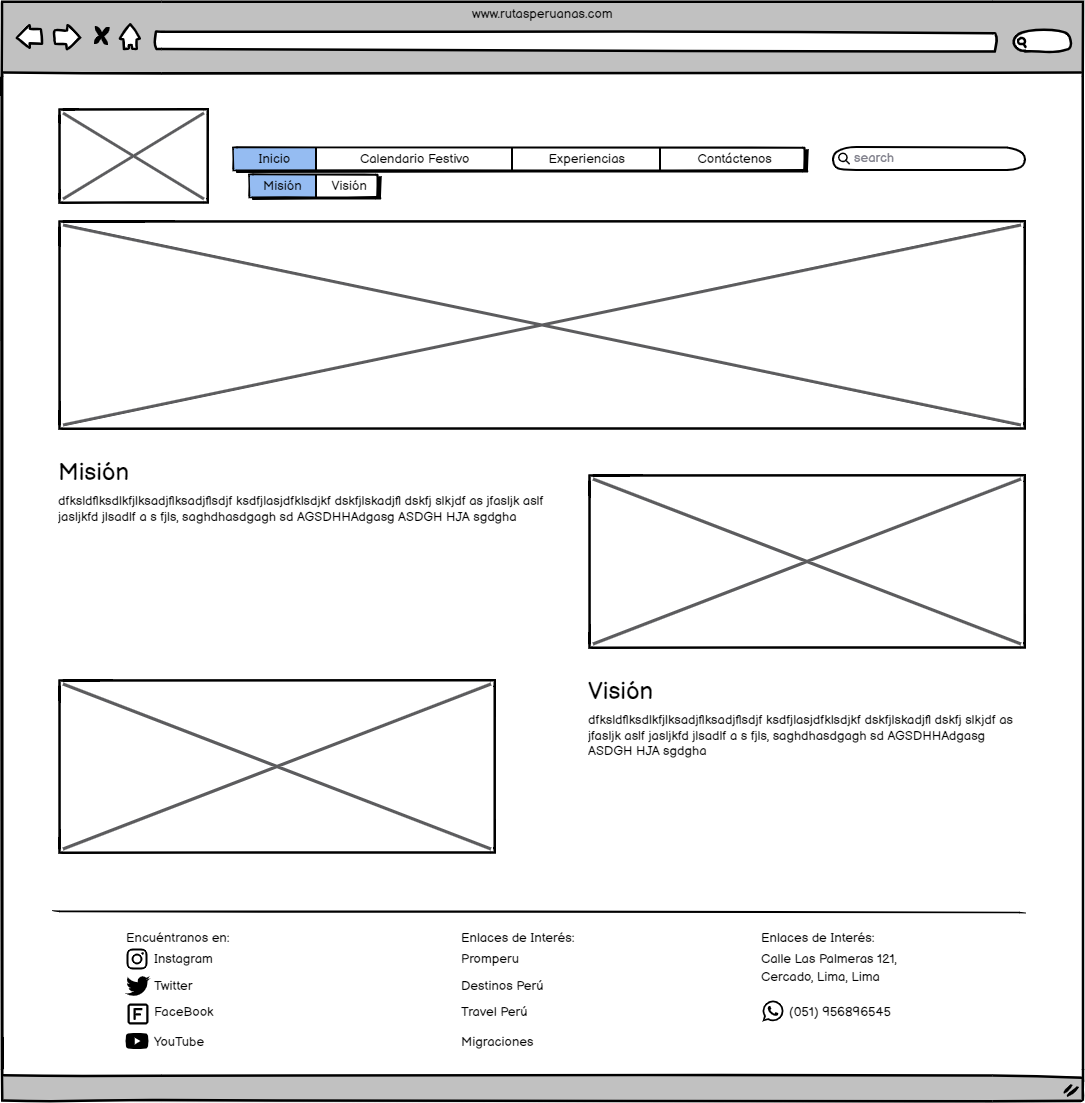 www.rutasperuanas.com
Inicio Calendario Festivo Experiencias Contáctenos search
Misión Visión
Misión
dfksldflksdlkfjlksadjflksadjflsdjf ksdfjlasjdfklsdjkf dskfjlskadjfl dskfj slkjdf as jfasljk aslf
jasljkfd jlsadlf a s fjls, saghdhasdgagh sd AGSDHHAdgasg ASDGH HJA sgdgha
Visión
dfksldflksdlkfjlksadjflksadjflsdjf ksdfjlasjdfklsdjkf dskfjlskadjfl dskfj slkjdf as
jfasljk aslf jasljkfd jlsadlf a s fjls, saghdhasdgagh sd AGSDHHAdgasg
ASDGH HJA sgdgha
Encuéntranos en:
Instagram
Twitter
FaceBook
YouTube
Enlaces de Interés:
Promperu
Destinos Perú
Travel Perú
Migraciones
Enlaces de Interés:
Calle Las Palmeras 121,
Cercado, Lima, Lima
(051) 956896545